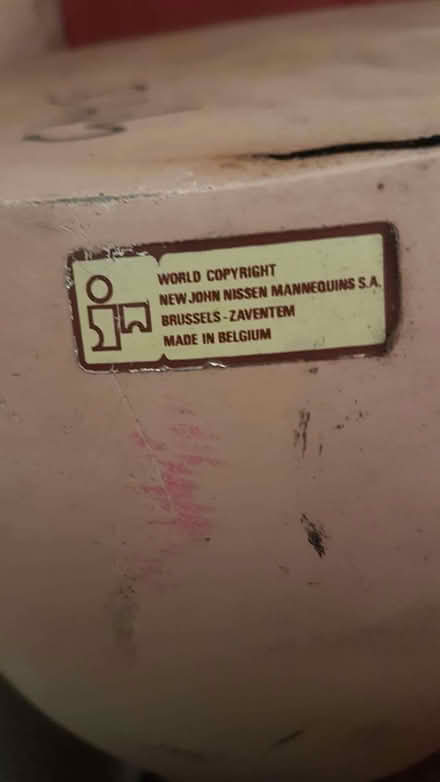 WORLD COPYRIGHT
NEW JOHN NISSEN MANNEQUINS S.A.
BRUSSELS-ZAVENTEM
MADE IN BELGIUM